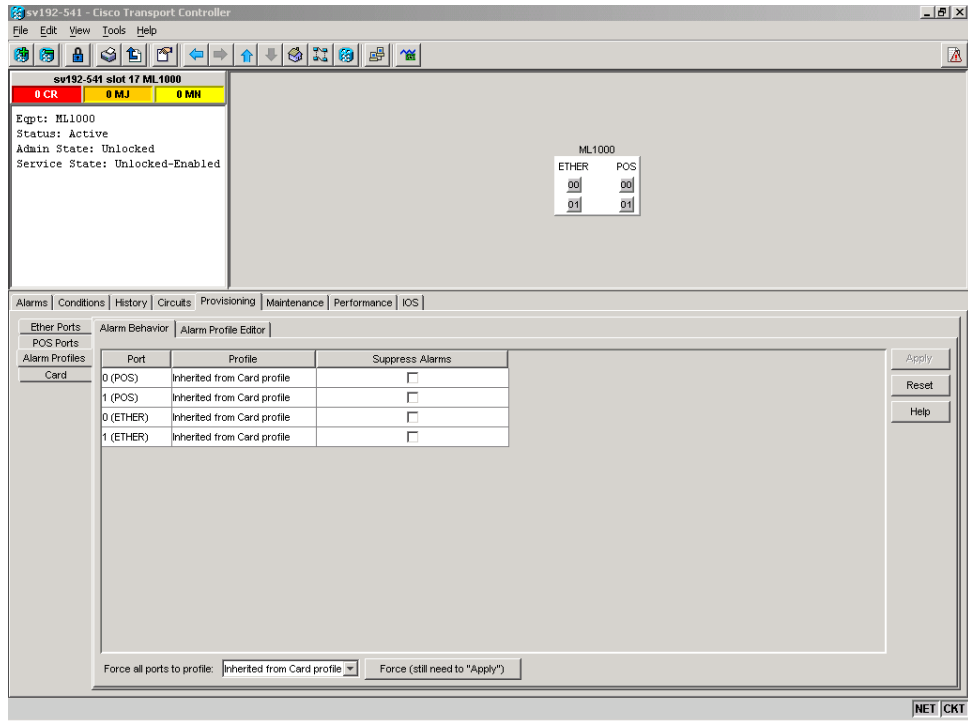 sv192-541 - Cisco Transport Controller
File Edit View Tools Help
sv192-541 slot 17 ML1000
0 CR 0 MJ 0 MN
Eqpt: ML1000
Status: Active
Admin State: Unlocked
Service State: Unlocked-Enabled
ML1000
ETHER POS
00 00
01 01
Alarms Conditions History Circuits Provisioning Maintenance Performance IOS
Ether Ports
POS Ports
Alarm Profiles
Card
Alarm Behavior Alarm Profile Editor
Port Profile Suppress Alarms
0 (POS) Inherited from Card profile
1 (POS) Inherited from Card profile
0 (ETHER) Inherited from Card profile
1 (ETHER) Inherited from Card profile
Apply
Reset
Help
Force all ports to profile: Inherited from Card profile Force (still need to "Apply")
NET CKT